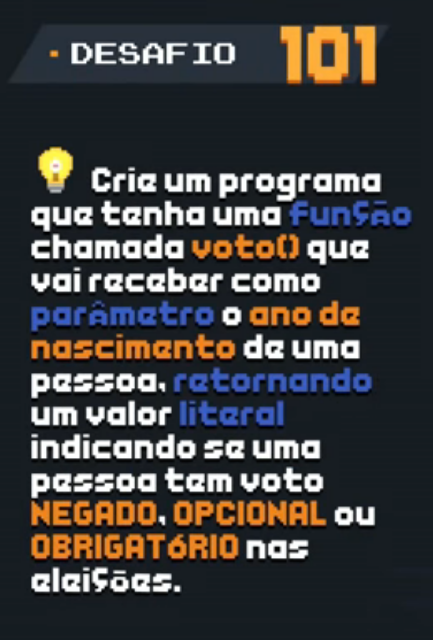 DESAFIO 101
Crie um programa
que tenha uma função
chamada voto() que
vai receber como
parâmetro o ano de
nascimento de uma
pessoa, retornando
um valor literal
indicando se uma
pessoa tem voto
NEGADO, OPCIONAL ou
OBRIGATÓRIO nas
eleições.